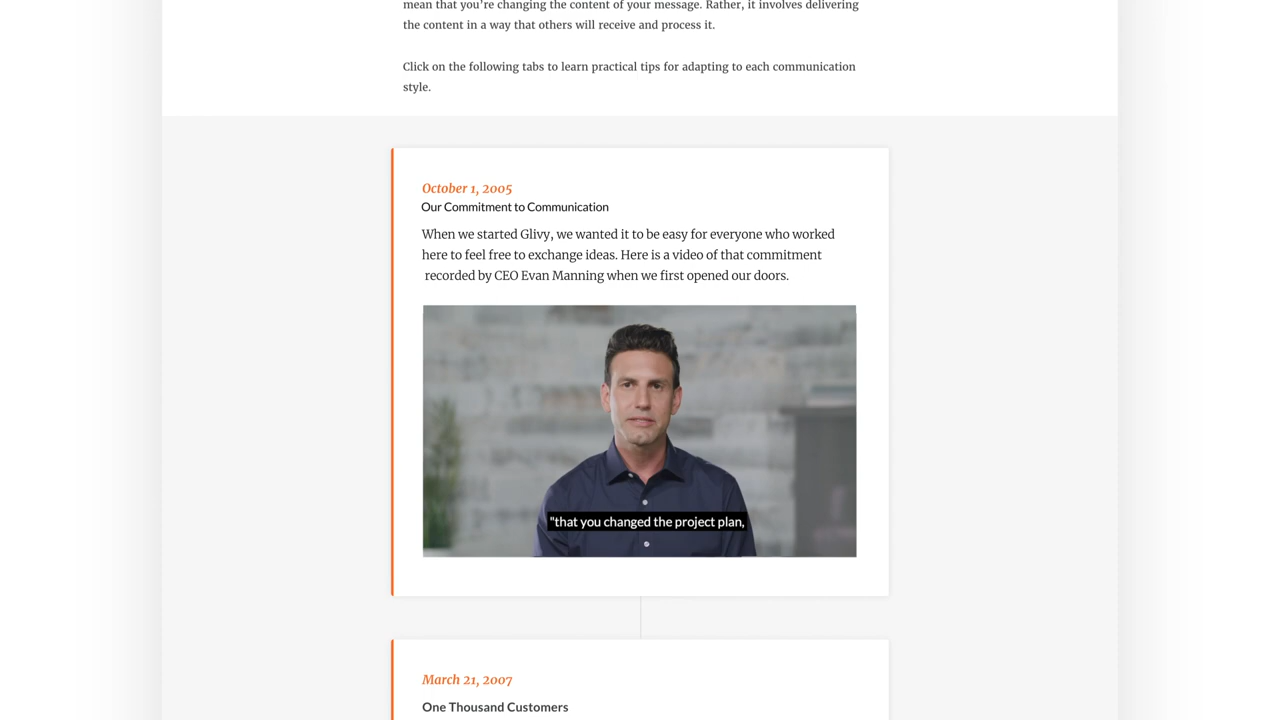 mean that you're changing the content of your message. Rather, it involves delivering
the content in a way that others will receive and process it.
Click on the following tabs to learn practical tips for adapting to each communication
style.
October 1, 2005
Our Commitment to Communication
When we started Glivy, we wanted it to be easy for everyone who worked
here to feel free to exchange ideas. Here is a video of that commitment
recorded by CEO Evan Manning when we first opened our doors.
"that you changed the project plan,
March 21, 2007
One Thousand Customers